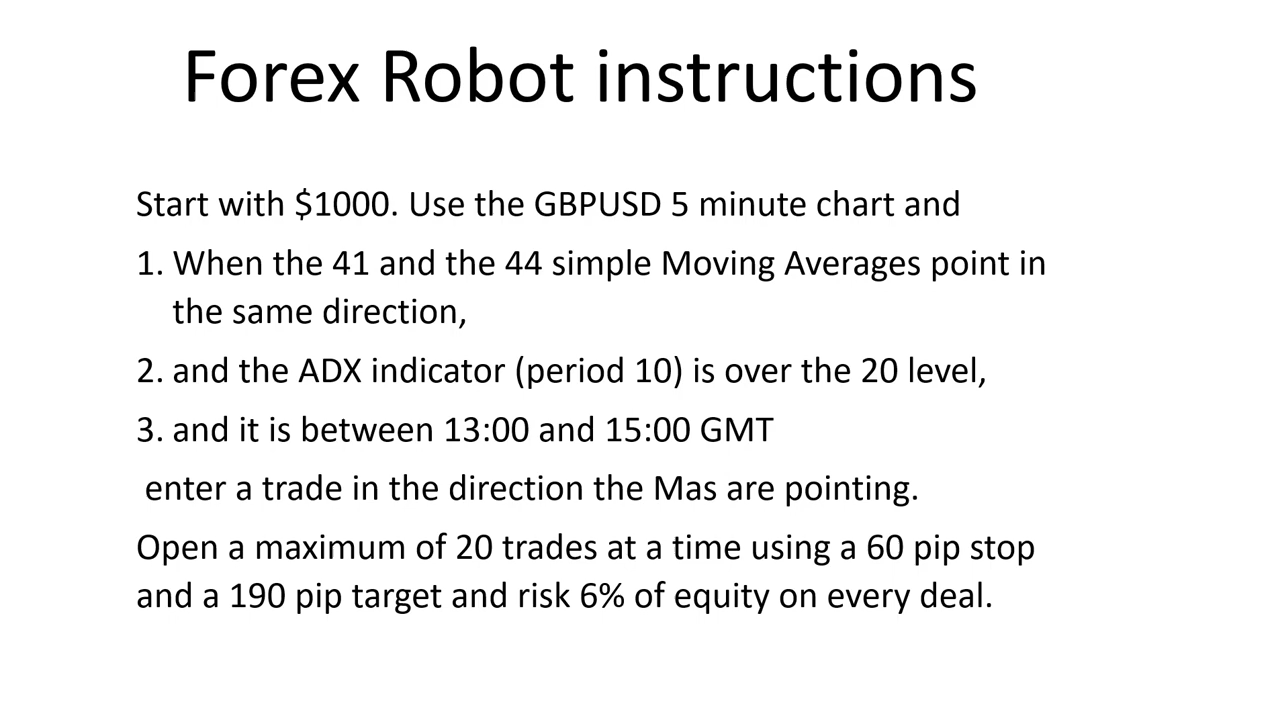 Forex Robot instructions
Start with $1000. Use the GBPUSD 5 minute chart and
1. When the 41 and the 44 simple Moving Averages point in
the same direction,
2. and the ADX indicator (period 10) is over the 20 level,
3. and it is between 13:00 and 15:00 GMT
enter a trade in the direction the Mas are pointing.
Open a maximum of 20 trades at a time using a 60 pip stop
and a 190 pip target and risk 6% of equity on every deal.